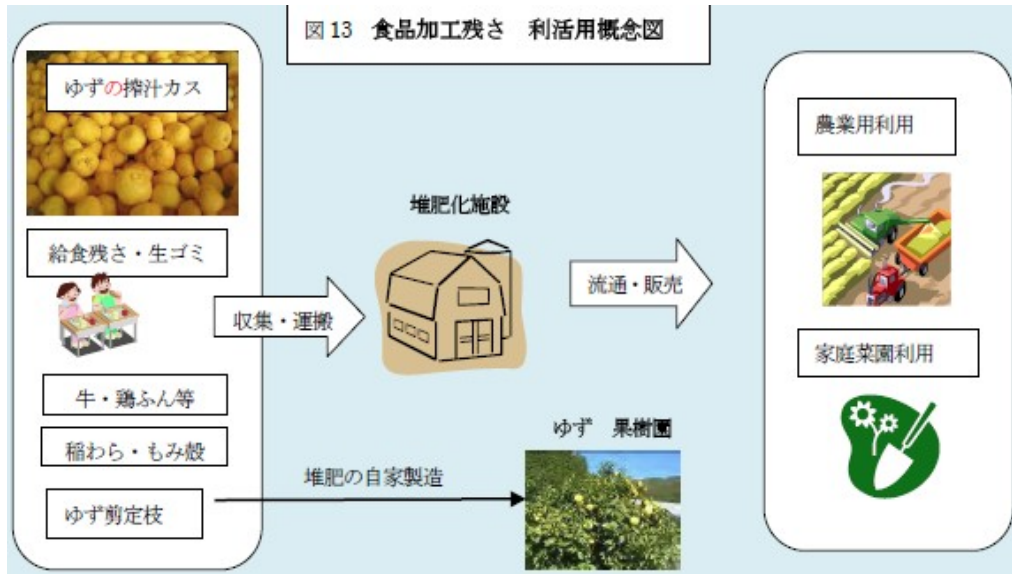 図13 食品加工残さ 利活用概念図
ゆずの搾汁カス
給食残さ・生ゴミ
牛・鶏ふん等
稲わら・もみ殻
ゆず剪定枝
収集・運搬
堆肥化施設
流通・販売
堆肥の自家製造
ゆず 果樹園
農業用利用
家庭菜園利用